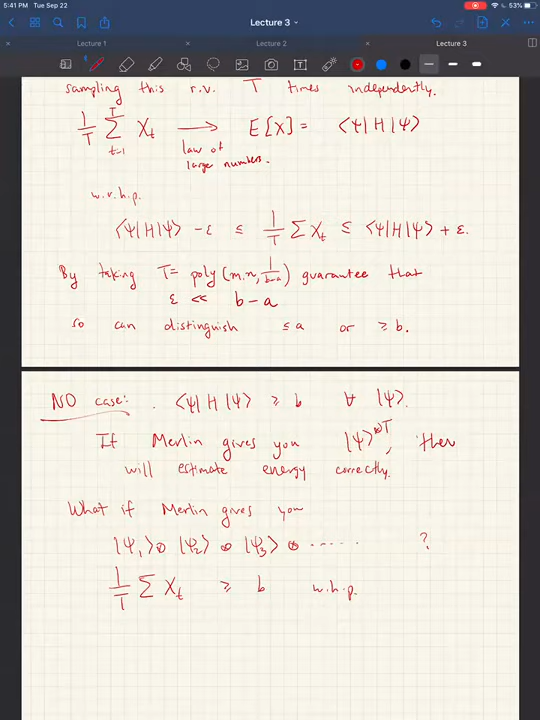 5:41 PM Tue Sep 22
53%
Lecture 3
Lecture 1
Lecture 2
Lecture 3
sampling this r.v. T times independently.
1/T ∑_{t=1}^{T} X_t → E[X] = ⟨ψ|H|ψ⟩
law of
large numbers.
w.v.h.p.
⟨ψ|H|ψ⟩ - ε ≤ 1/T ∑ X_t ≤ ⟨ψ|H|ψ⟩ + ε.
By taking T = poly(m,n, 1/(b-a)) guarantee that
ε << b - a
so can distinguish ≤ a or ≥ b.
NO case: . ⟨ψ|H|ψ⟩ ≥ b ∀ |ψ⟩.
If Merlin gives you |ψ⟩^{⊗T}, then
will estimate energy correctly.
What if Merlin gives you
|ψ_1⟩ ⊗ |ψ_2⟩ ⊗ |ψ_3⟩ ⊗ ..... ?
1/T ∑ X_t ≥ b w.h.p.